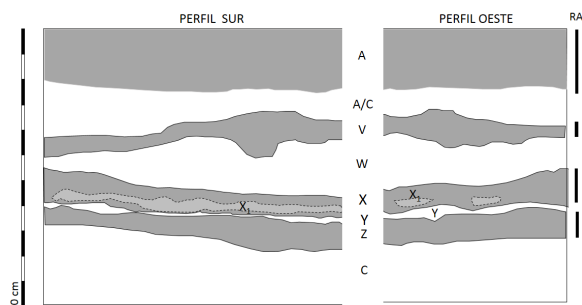 PERFIL SUR
PERFIL OESTE
RA
A
A/C
V
W
X
Y
Z
C
X1
X1
Y
0 cm